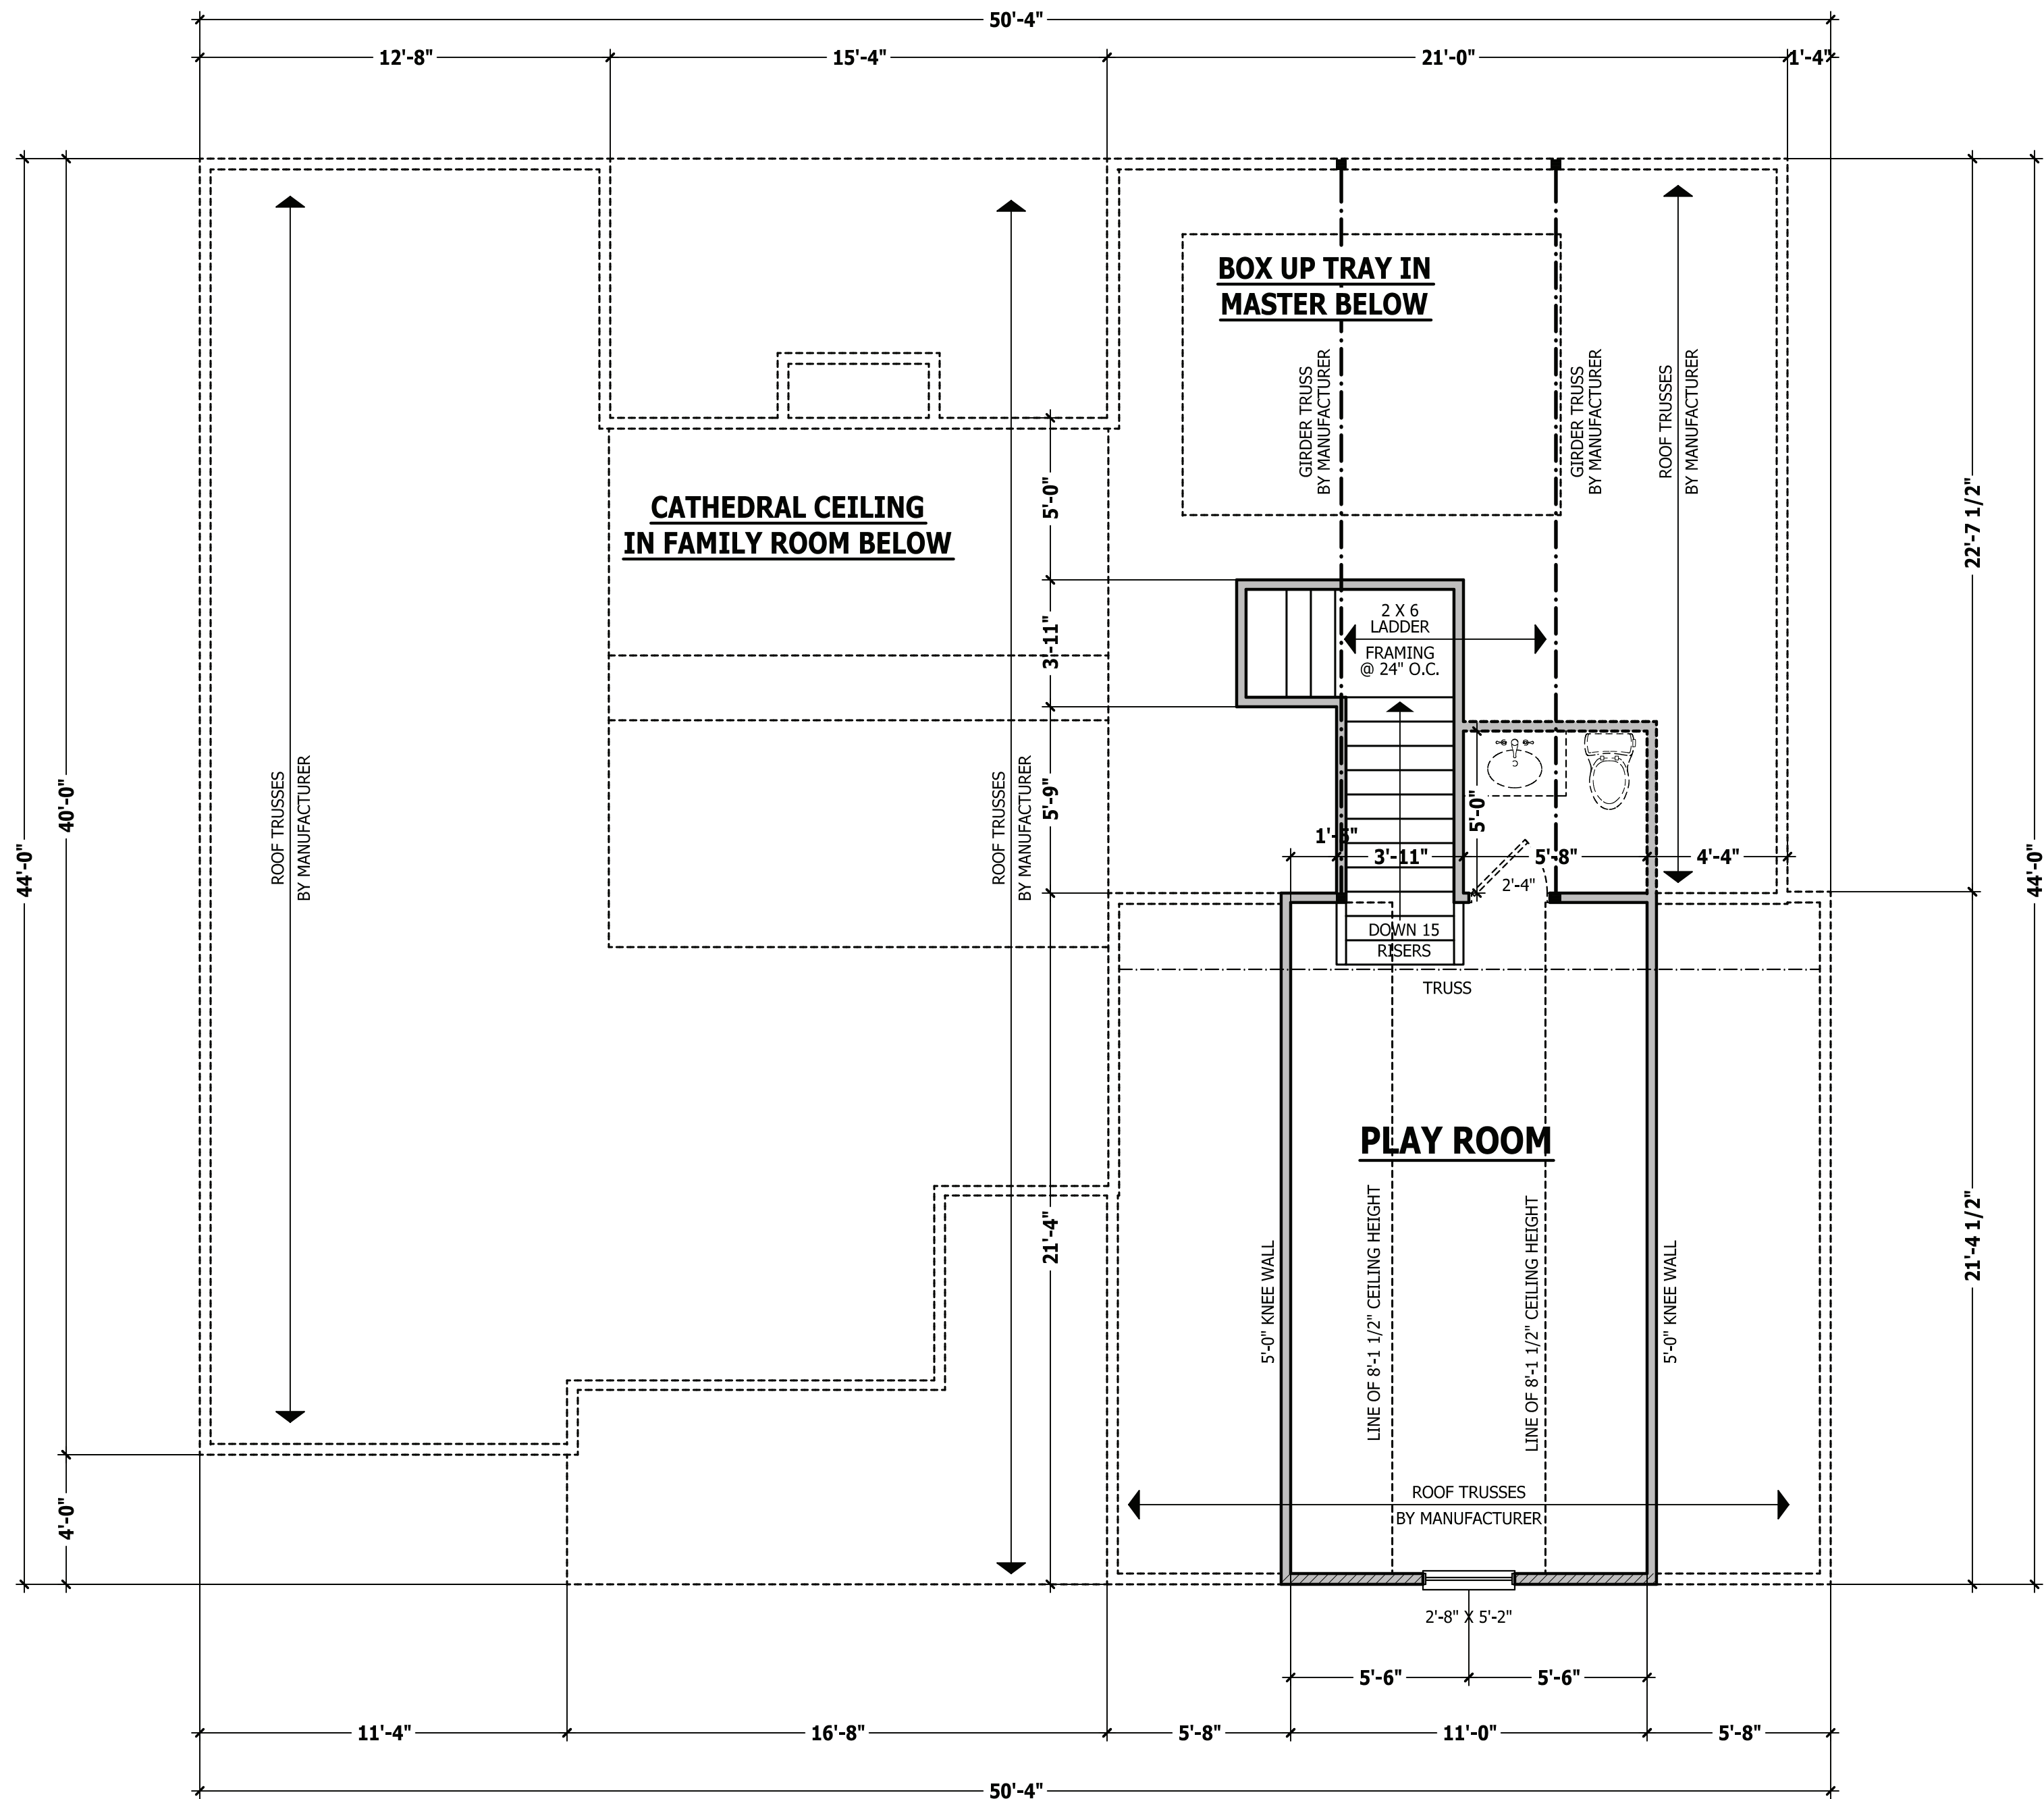 50'-4"
12'-8"
15'-4"
21'-0"
1'-4"
BOX UP TRAY IN
MASTER BELOW
GIRDER TRUSS
BY MANUFACTURER
GIRDER TRUSS
BY MANUFACTURER
ROOF TRUSSES
BY MANUFACTURER
CATHEDRAL CEILING
IN FAMILY ROOM BELOW
5'-0"
22'-7 1/2"
2 X 6
LADDER
FRAMING
@ 24" O.C.
3'-11"
40'-0"
44'-0"
ROOF TRUSSES
BY MANUFACTURER
ROOF TRUSSES
BY MANUFACTURER
5'-9"
5'-0"
3'-11"
5'-8"
4'-4"
44'-0"
2'-4"
DOWN 15
RISERS
TRUSS
PLAY ROOM
21'-4"
21'-4 1/2"
5'-0" KNEE WALL
LINE OF 8'-1 1/2" CEILING HEIGHT
LINE OF 8'-1 1/2" CEILING HEIGHT
5'-0" KNEE WALL
4'-0"
ROOF TRUSSES
BY MANUFACTURER
2'-8" X 5'-2"
5'-6"
5'-6"
11'-4"
16'-8"
5'-8"
11'-0"
5'-8"
50'-4"